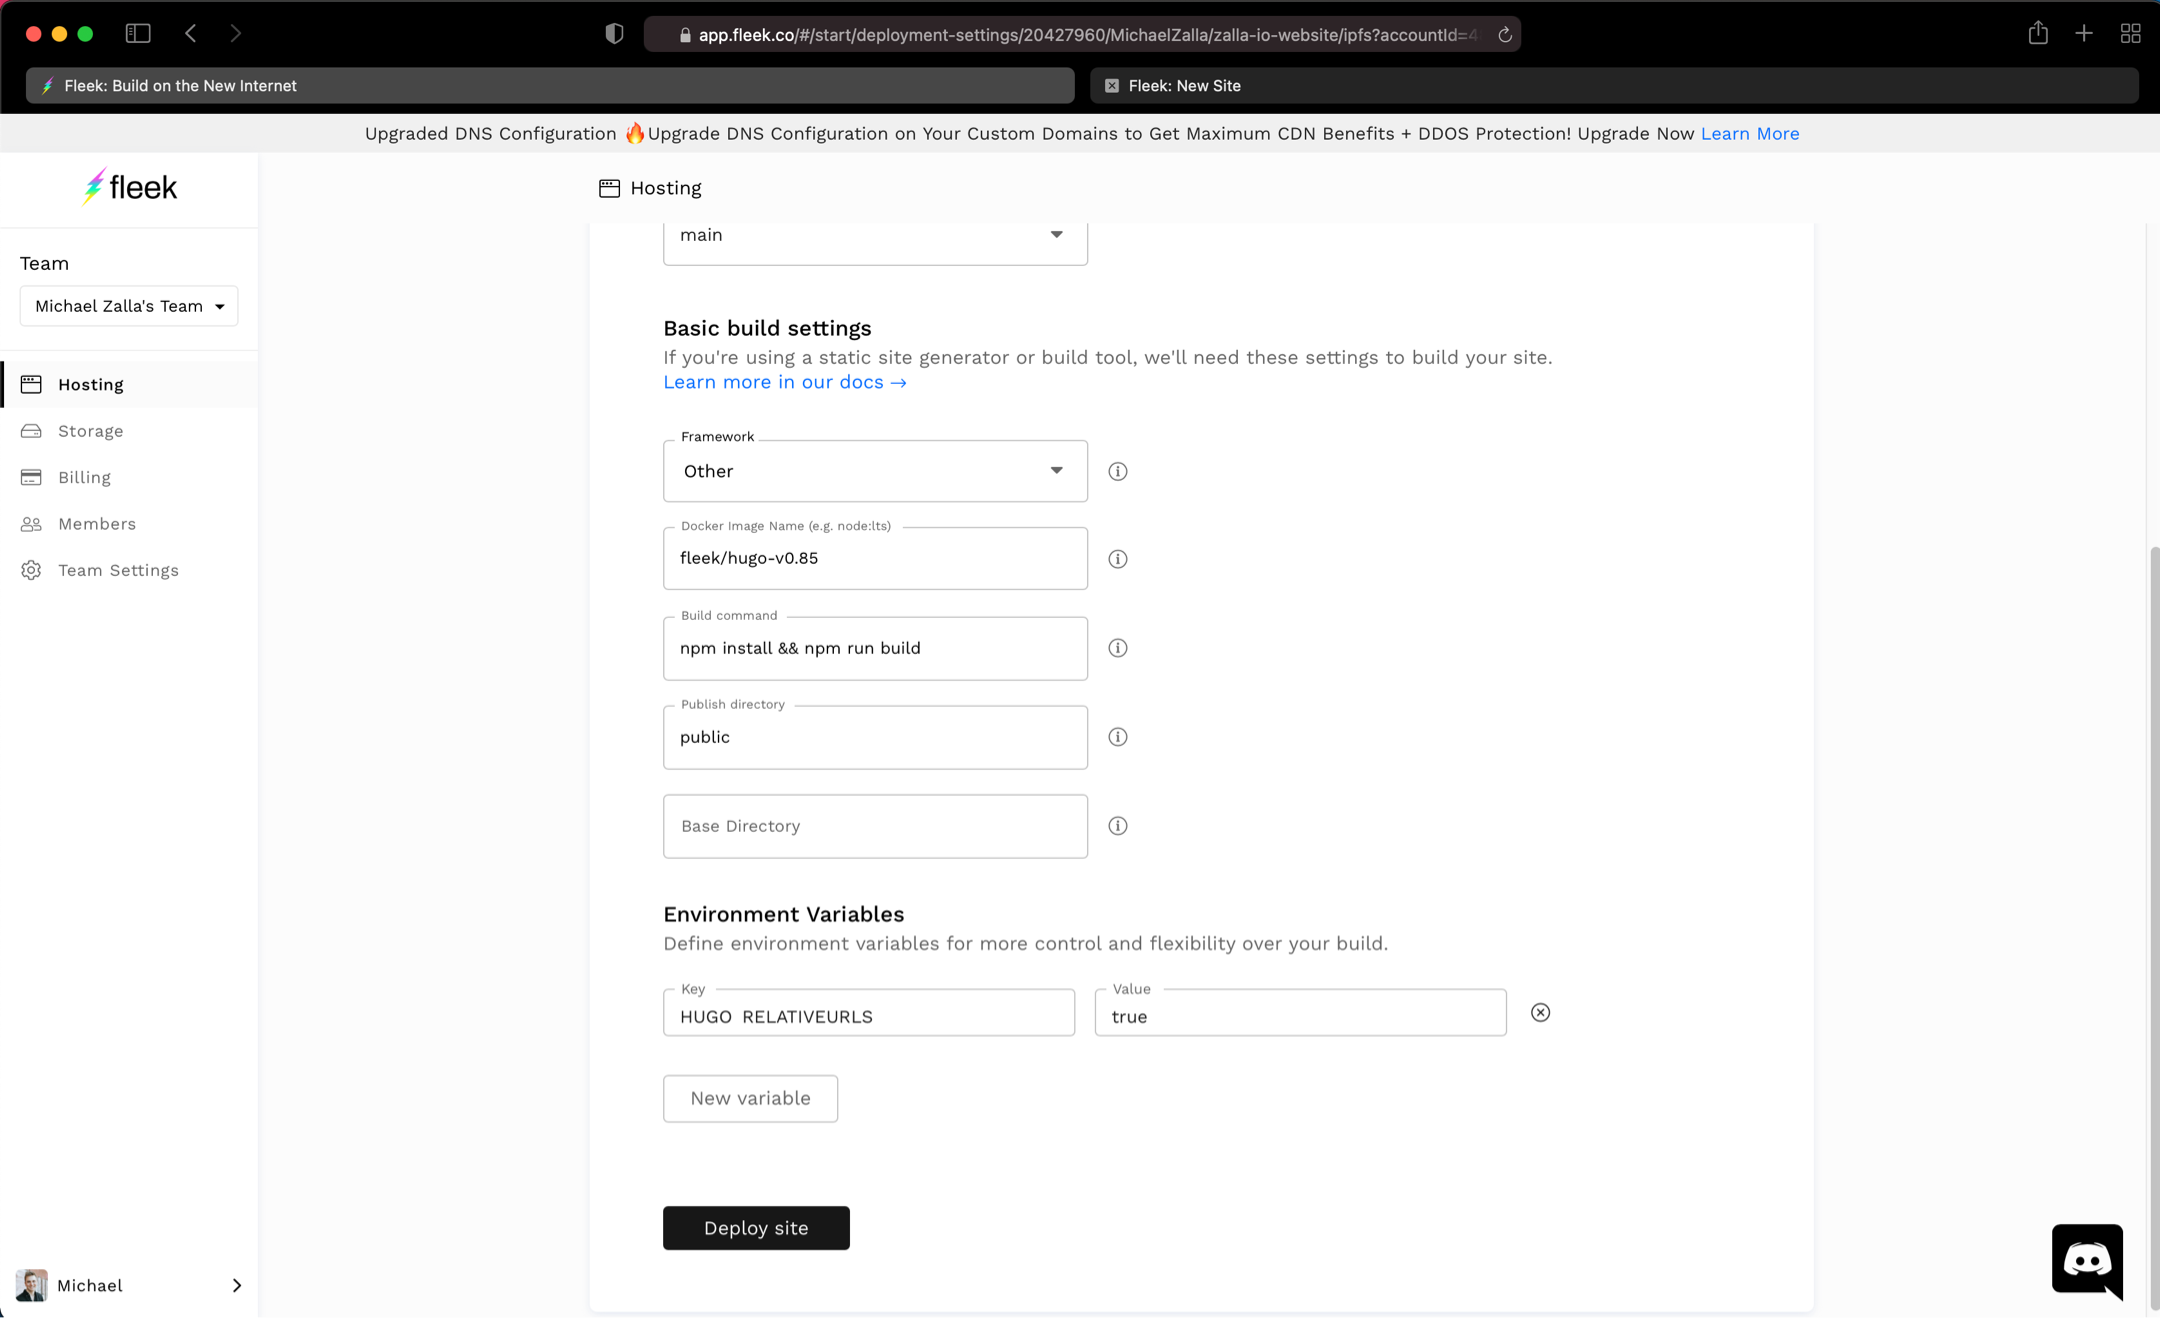 app.fleek.co/#/start/deployment-settings/20427960/MichaelZalla/zalla-io-website/ipfs?accountId=4
Fleek: Build on the New Internet
Fleek: New Site
Upgraded DNS Configuration 🔥Upgrade DNS Configuration on Your Custom Domains to Get Maximum CDN Benefits + DDOS Protection! Upgrade Now Learn More
fleek
Hosting
Team
Michael Zalla's Team
Hosting
Storage
Billing
Members
Team Settings
Michael
main
Basic build settings
If you're using a static site generator or build tool, we'll need these settings to build your site.
Learn more in our docs →
Framework
Other
Docker Image Name (e.g. node:lts)
fleek/hugo-v0.85
Build command
npm install && npm run build
Publish directory
public
Base Directory
Environment Variables
Define environment variables for more control and flexibility over your build.
Key
HUGO_RELATIVEURLS
Value
true
New variable
Deploy site